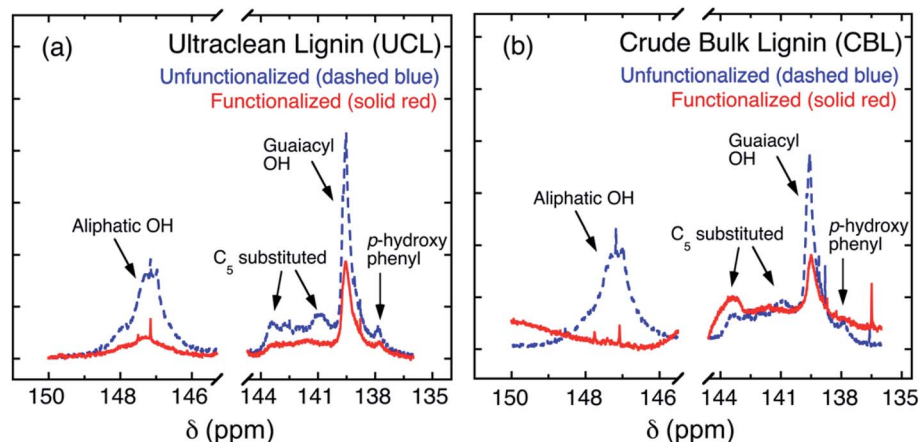 (a) Ultraclean Lignin (UCL)
Unfunctionalized (dashed blue)
Functionalized (solid red)
Guaiacyl
OH
Aliphatic OH
C5 substituted
p-hydroxy
phenyl
150 148 146 144 141 138 135
δ (ppm)
(b) Crude Bulk Lignin (CBL)
Unfunctionalized (dashed blue)
Functionalized (solid red)
Guaiacyl
OH
Aliphatic OH
C5 substituted
p-hydroxy
phenyl
150 148 146 144 141 138 135
δ (ppm)